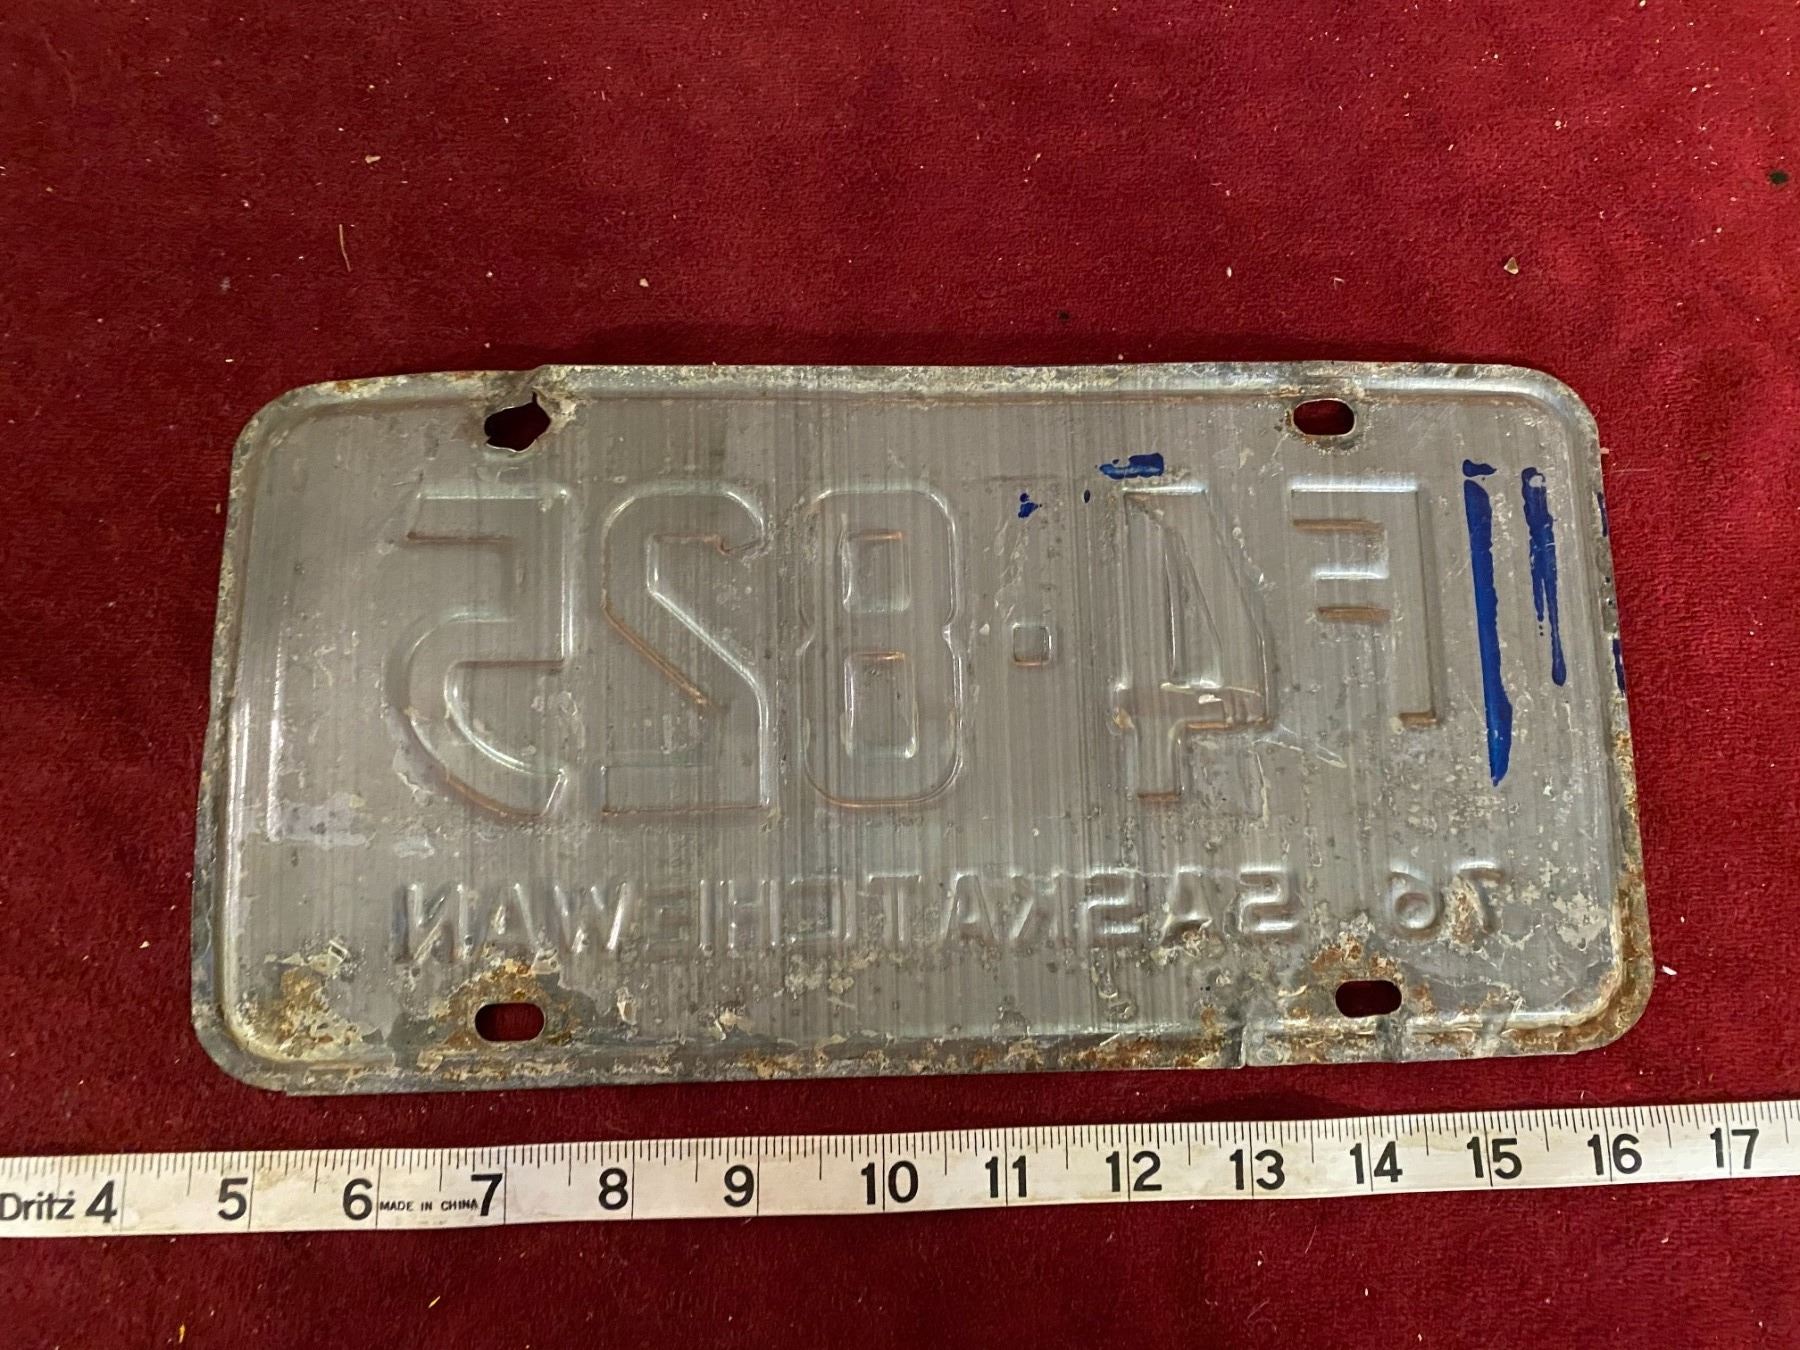 F4·825
76 SASKATCHEWAN
Dritz 4 5 6 MADE IN CHINA 7 8 9 10 11 12 13 14 15 16 17